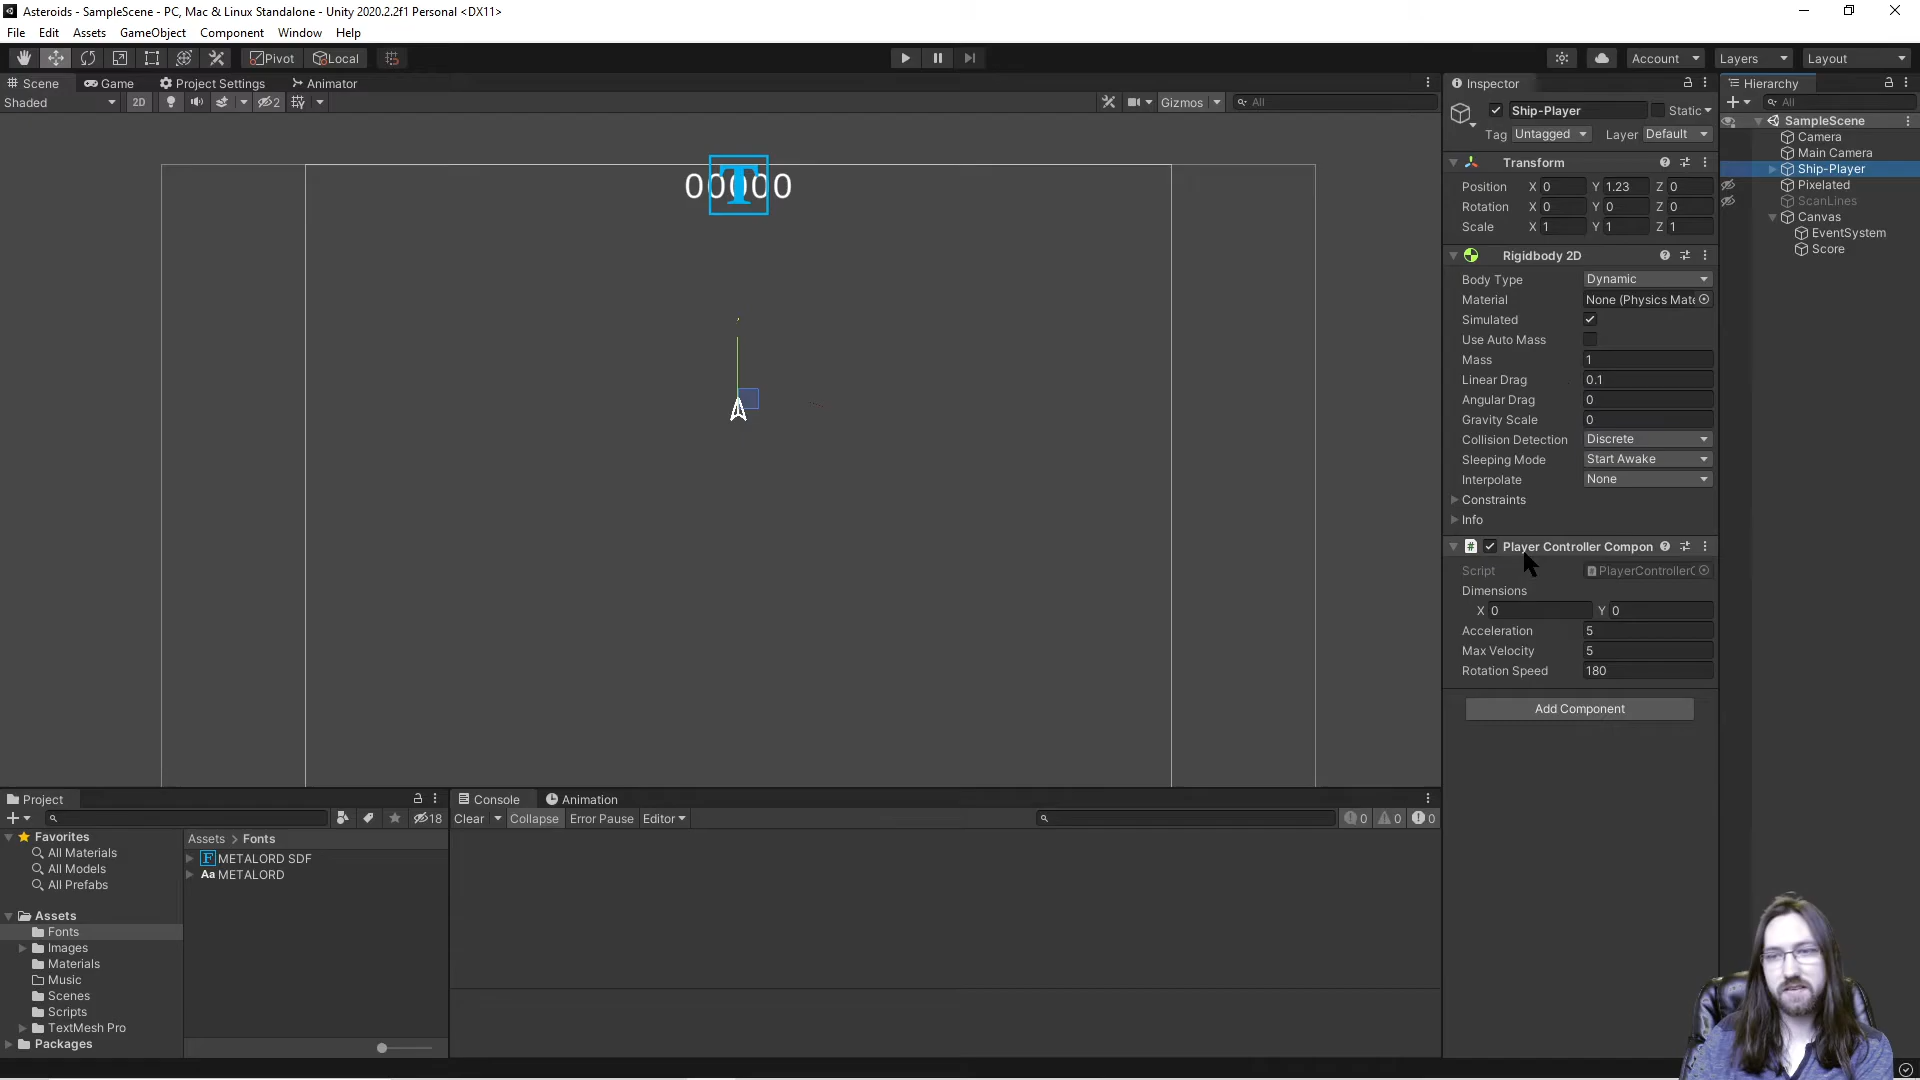 Asteroids - SampleScene - PC, Mac & Linux Standalone - Unity 2020.2.2f1 Personal <DX11>
File Edit Assets GameObject Component Window Help
Pivot Local Account Layers Layout
Scene Game Project Settings Animator
Shaded 2D 2 Gizmos All
00000
T
Inspector
Ship-Player Static
Tag Untagged Layer Default
Transform
Position X 0 Y 1.23 Z 0
Rotation X 0 Y 0 Z 0
Scale X 1 Y 1 Z 1
Rigidbody 2D
Body Type Dynamic
Material None (Physics Mate
Simulated
Use Auto Mass
Mass 1
Linear Drag 0.1
Angular Drag 0
Gravity Scale 0
Collision Detection Discrete
Sleeping Mode Start Awake
Interpolate None
Constraints
Info
# Player Controller Compon
Script PlayerControllerC
Dimensions
X 0 Y 0
Acceleration 5
Max Velocity 5
Rotation Speed 180
Add Component
Hierarchy
All
SampleScene
Camera
Main Camera
Ship-Player
Pixelated
ScanLines
Canvas
EventSystem
Score
Project
18
Favorites
All Materials
All Models
All Prefabs
Assets
Fonts
Images
Materials
Music
Scenes
Scripts
TextMesh Pro
Packages
Assets > Fonts
F METALORD SDF
Aa METALORD
Console Animation
Clear Collapse Error Pause Editor 0 0 0